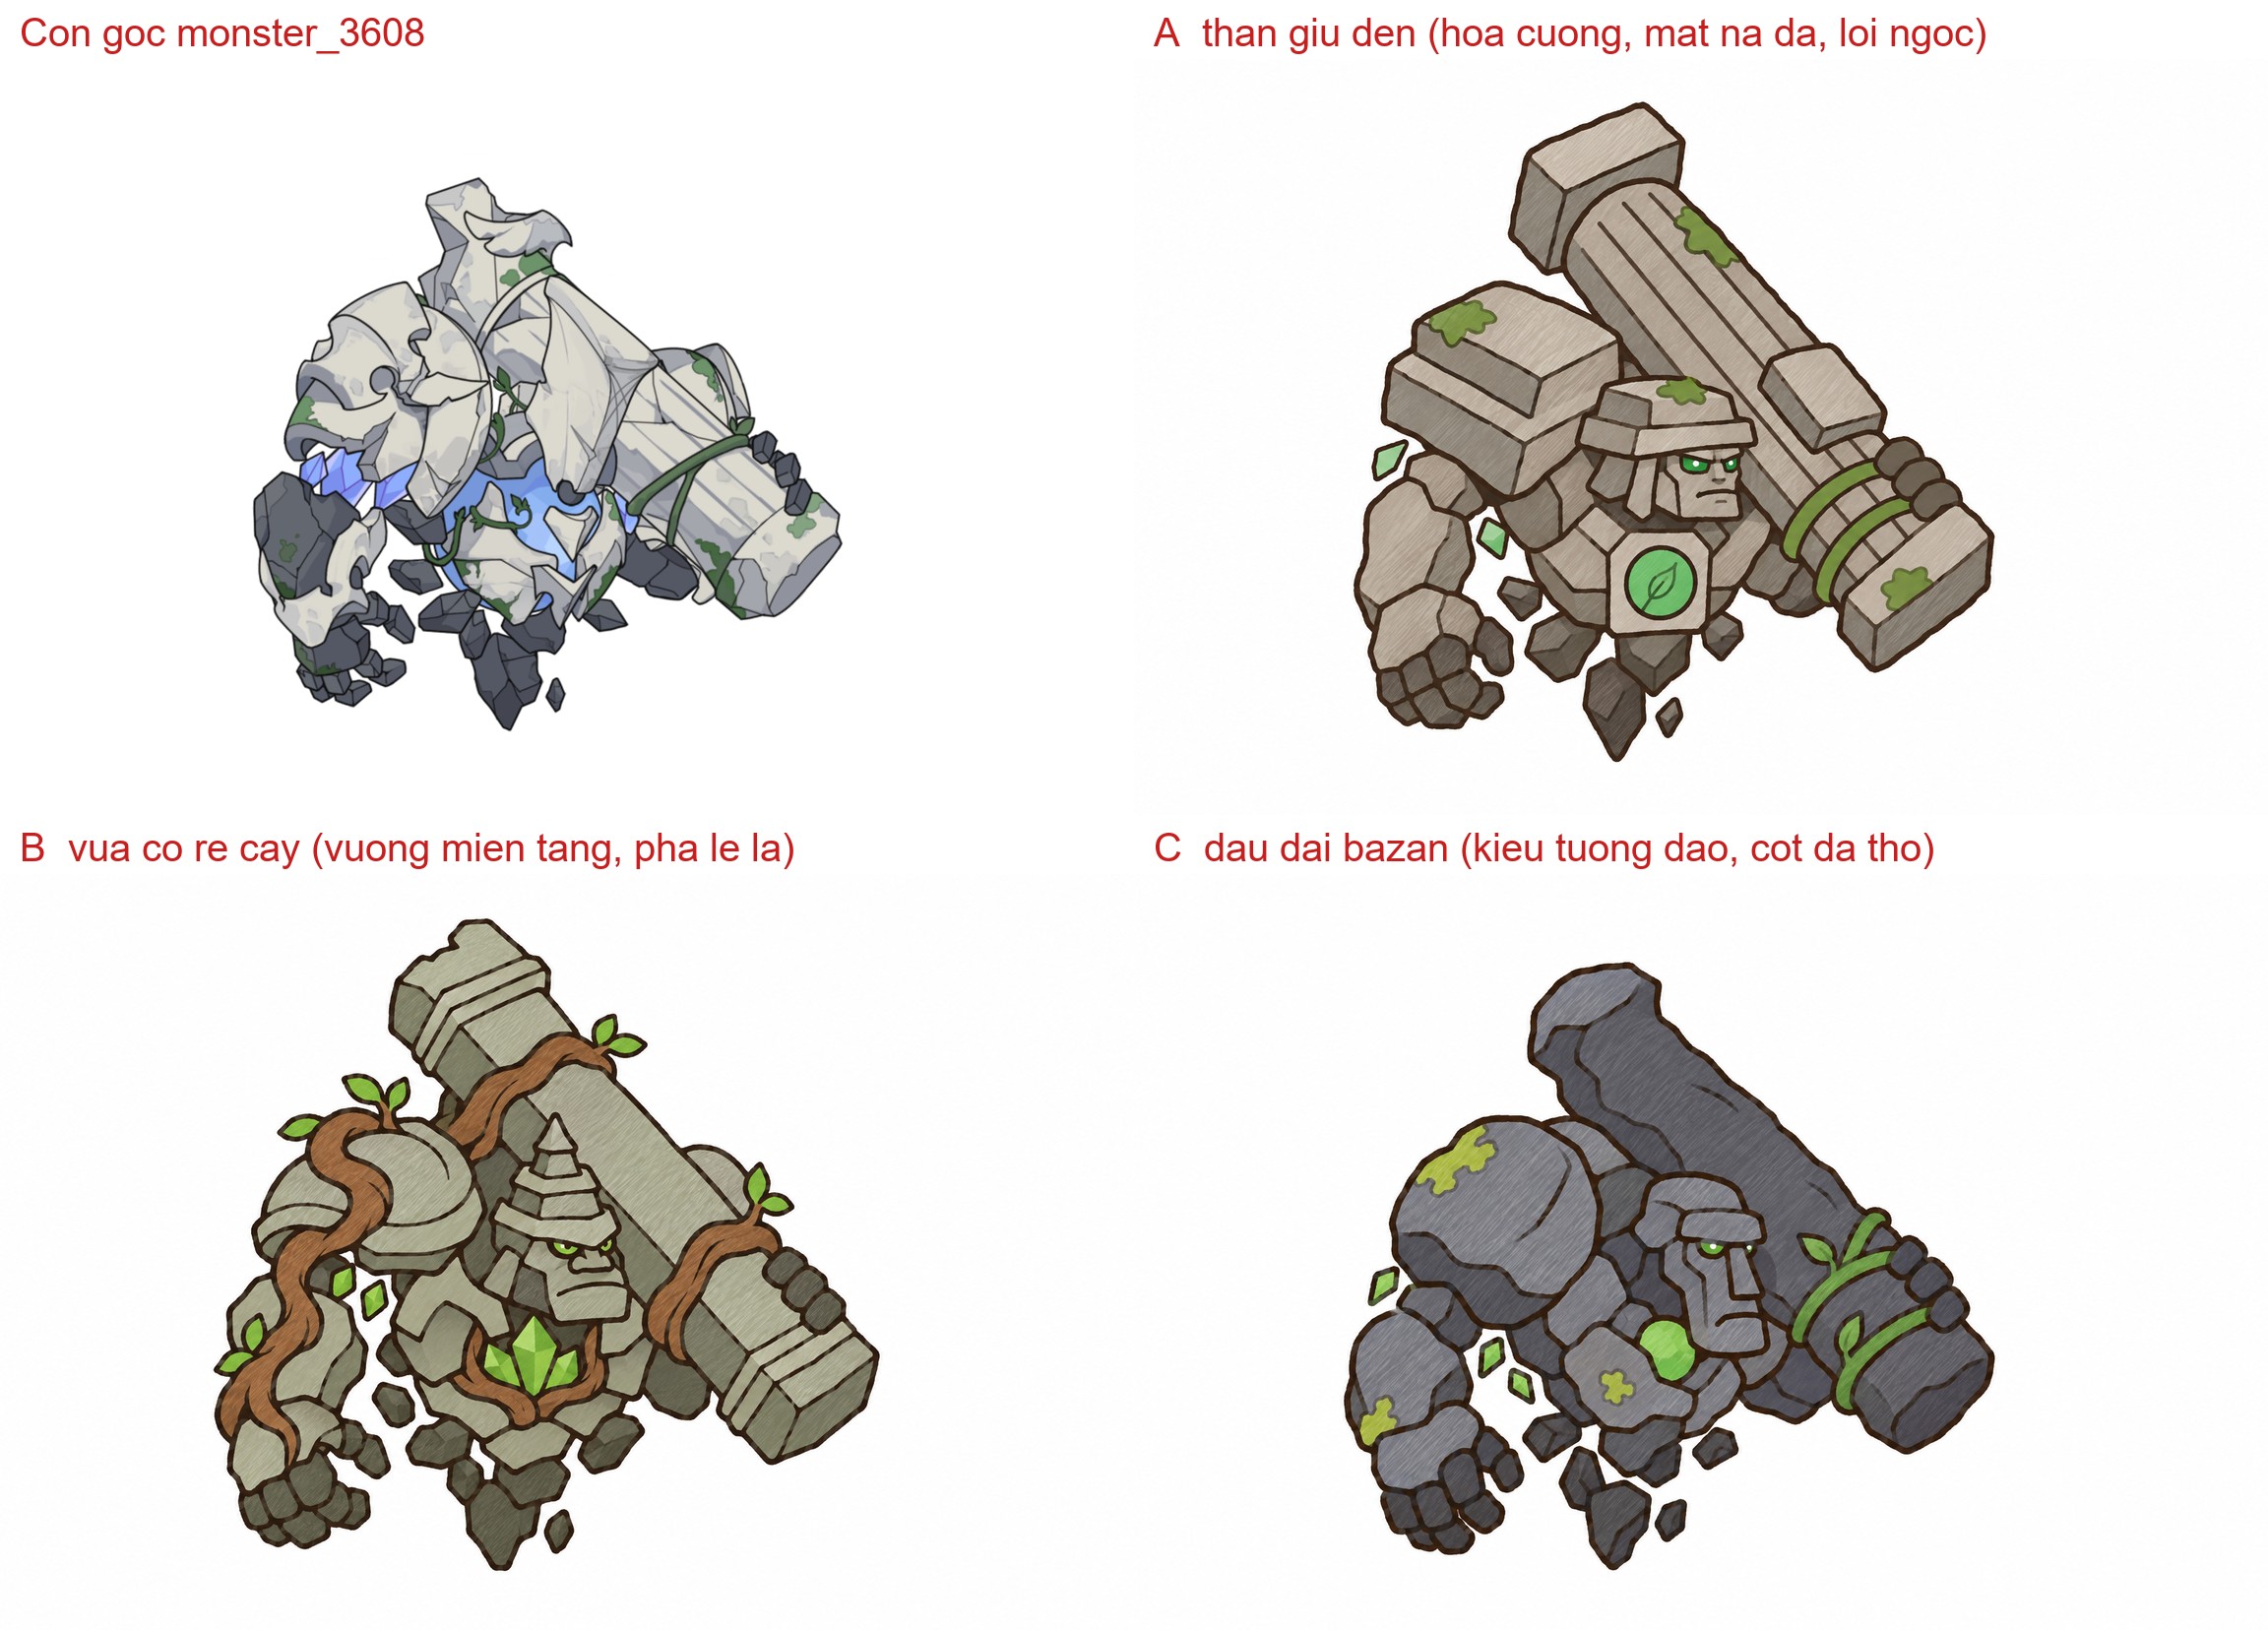 Con goc monster_3608
A than giu den (hoa cuong, mat na da, loi ngoc)
B vua co re cay (vuong mien tang, pha le la)
C dau dai bazan (kieu tuong dao, cot da tho)